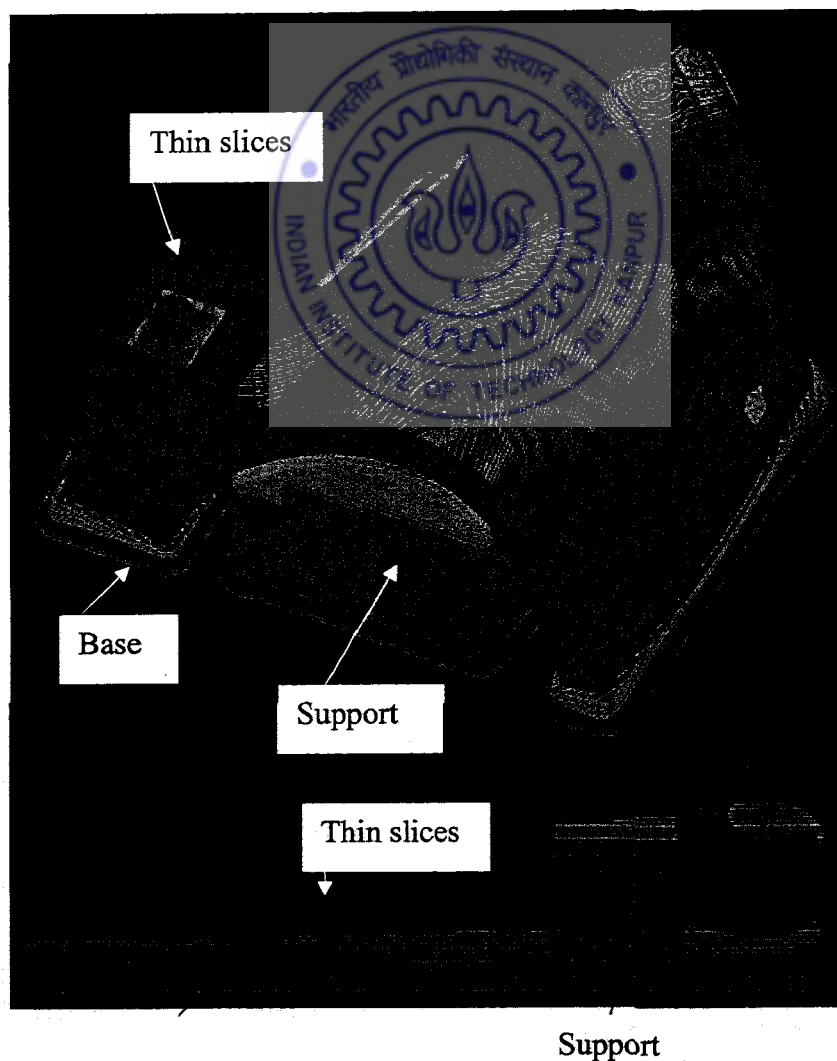 भारतीय प्रौद्योगिकी संस्थान कानपुर
INDIAN INSTITUTE OF TECHNOLOGY KANPUR
Thin slices
Base
Support
Thin slices
Support